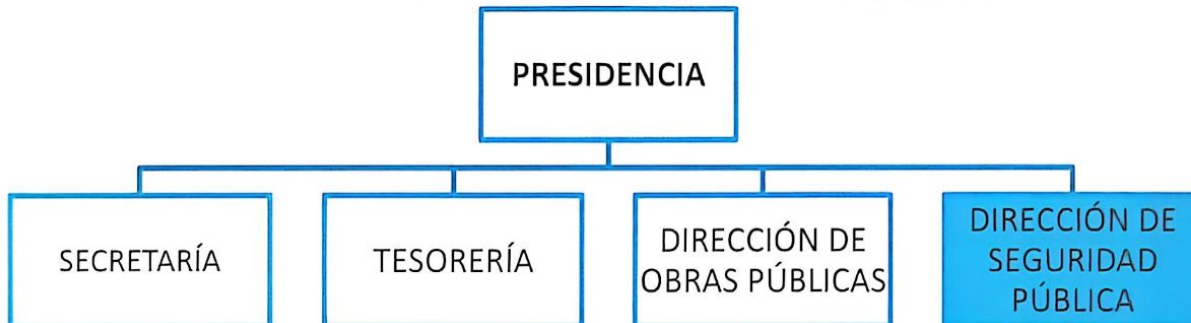 PRESIDENCIA
SECRETARÍA
TESORERÍA
DIRECCIÓN DE
OBRAS PÚBLICAS
DIRECCIÓN DE
SEGURIDAD
PÚBLICA